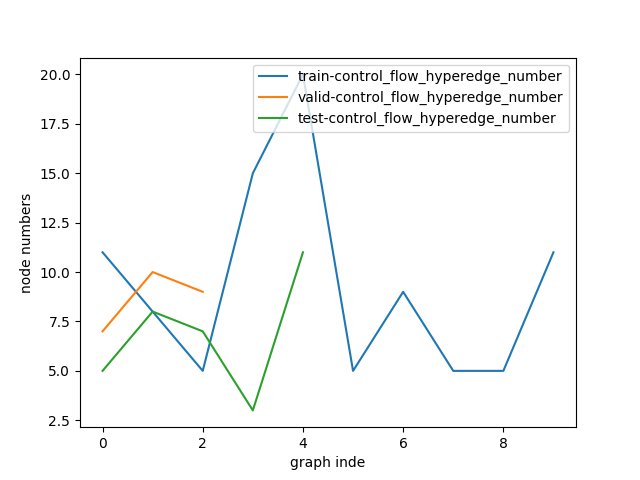 20.0
17.5
15.0
12.5
10.0
7.5
5.0
2.5
node numbers
train-control_flow_hyperedge_number
valid-control_flow_hyperedge_number
test-control_flow_hyperedge_number
0 2 4 6 8
graph inde